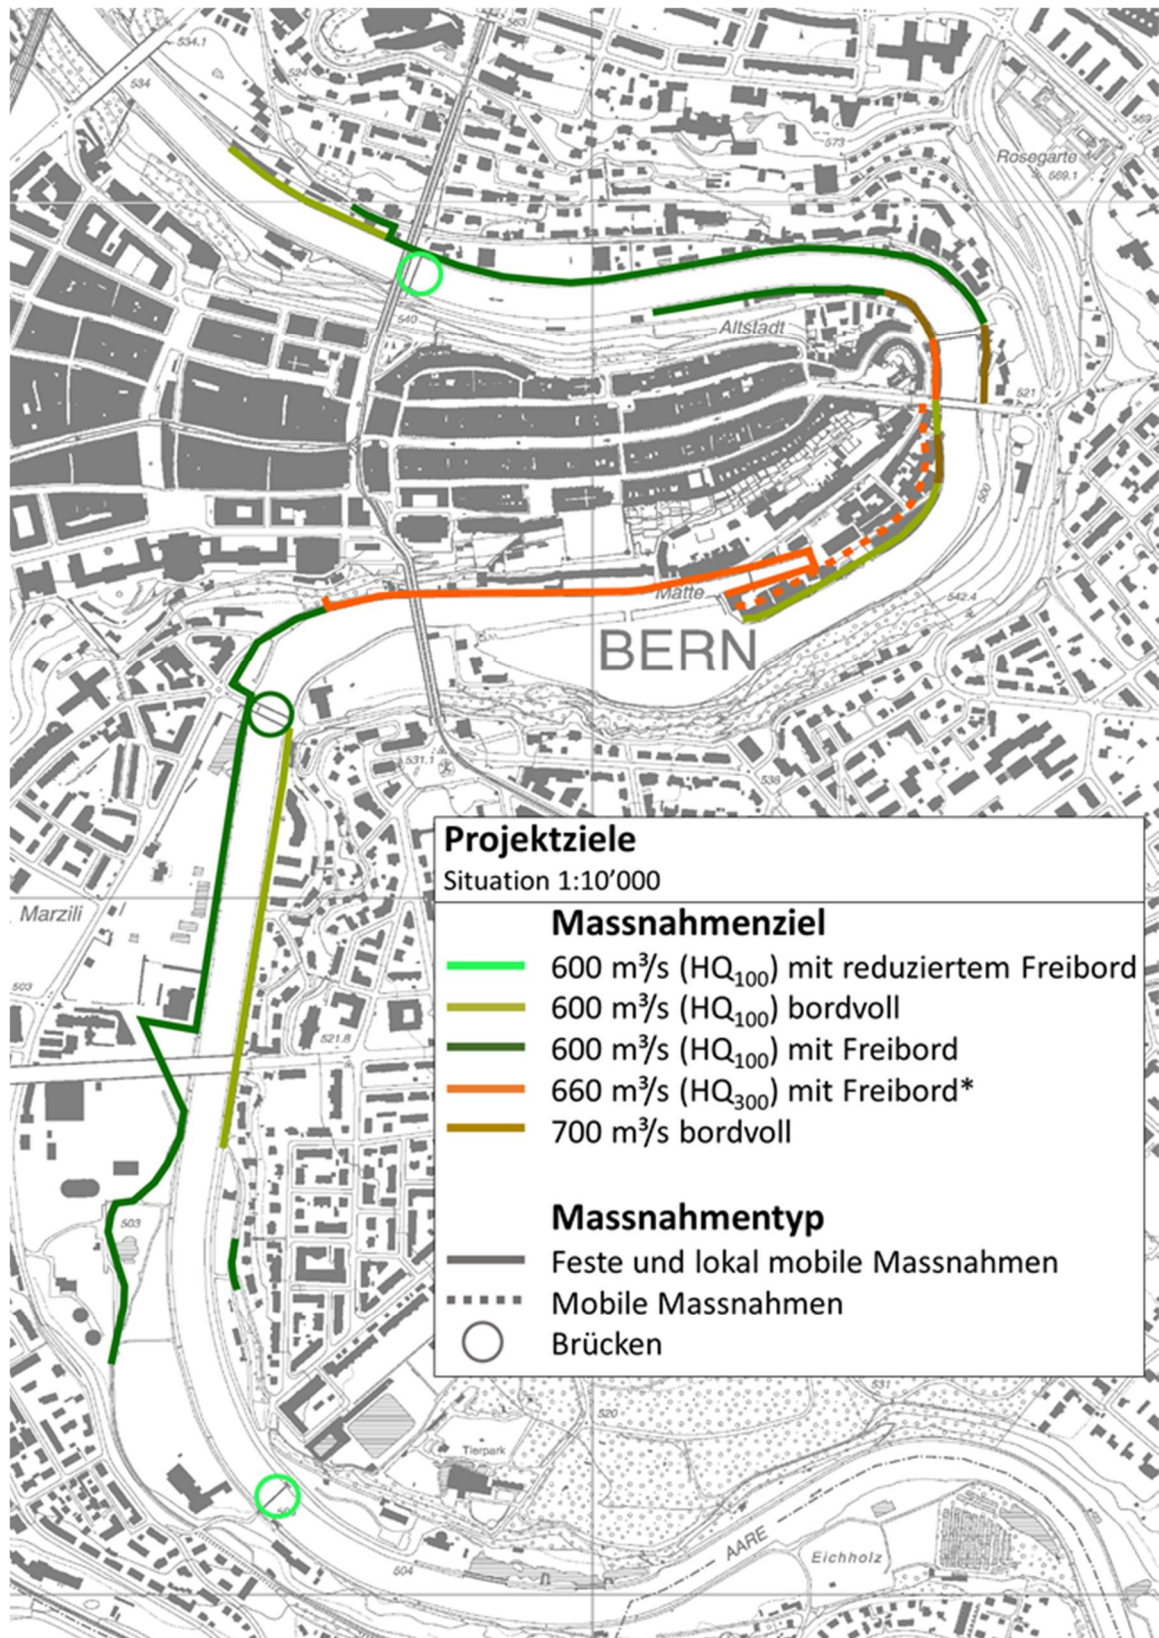 563
534.1
524
534
573
569
Rosegarte
569.1
540
Altstadt
521
500
Matte
542.4
BERN
531.1
538
Projektziele
Situation 1:10’000
Marzili
Massnahmenziel
600 m³/s (HQ₁₀₀) mit reduziertem Freibord
503
600 m³/s (HQ₁₀₀) bordvoll
521.8
600 m³/s (HQ₁₀₀) mit Freibord
660 m³/s (HQ₃₀₀) mit Freibord*
700 m³/s bordvoll
503
Massnahmentyp
Feste und lokal mobile Massnahmen
Mobile Massnahmen
Brücken
531
520
Tierpark
AARE
Eichholz
504